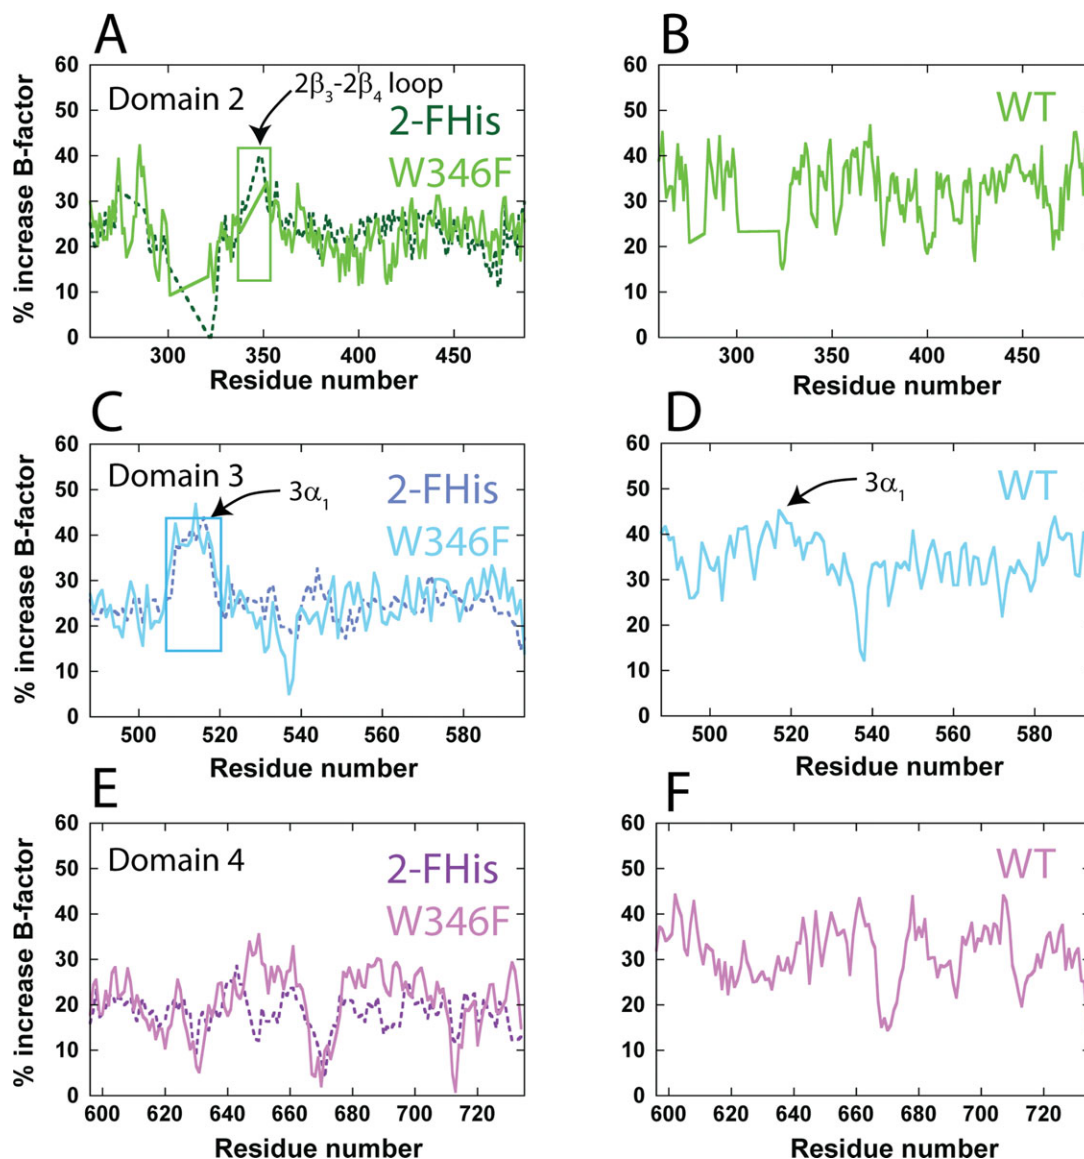 A
60
50
40
30
20
10
0
% increase B-factor
Domain 2
2β₃-2β₄ loop
2-FHis
W346F
300
350
400
450
Residue number
B
60
50
40
30
20
10
0
WT
300
350
400
450
Residue number
C
60
50
40
30
20
10
0
% increase B-factor
Domain 3
3α₁
2-FHis
W346F
500
520
540
560
580
Residue number
D
60
50
40
30
20
10
0
3α₁
WT
500
520
540
560
580
Residue number
E
60
50
40
30
20
10
0
% increase B-factor
Domain 4
2-FHis
W346F
600
620
640
660
680
700
720
Residue number
F
60
50
40
30
20
10
0
WT
600
620
640
660
680
700
720
Residue number